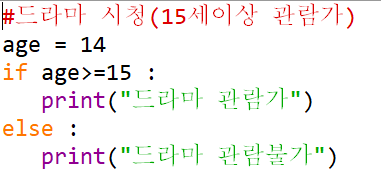 #드라마 시청(15세이상 관람가)
age = 14
if age>=15 :
   print("드라마 관람가")
else :
   print("드라마 관람불가")